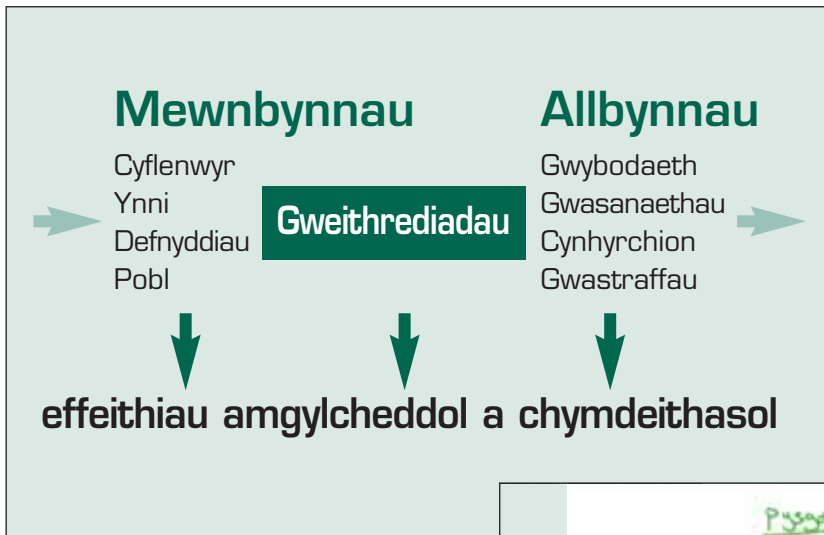 Mewnbynnau
Cyflenwyr
Ynni
Defnyddiau
Pobl
Gweithrediadau
Allbynnau
Gwybodaeth
Gwasanaethau
Cynhyrchion
Gwastraffau
effeithiau amgylcheddol a chymdeithasol